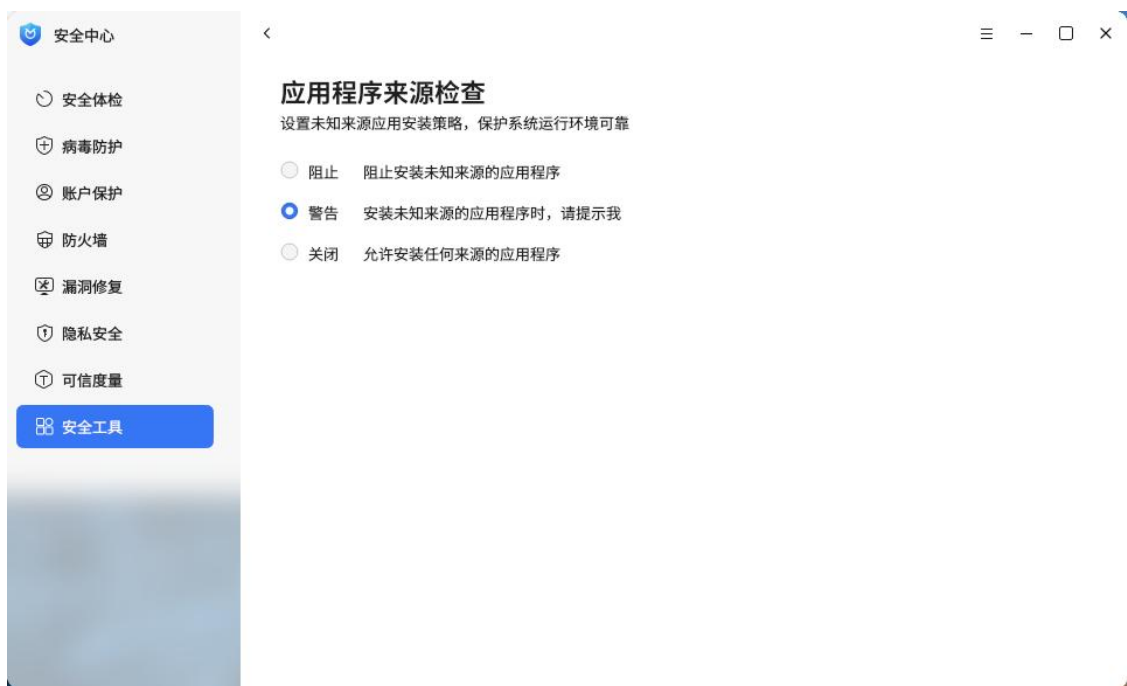 安全中心
安全体检
病毒防护
账户保护
防火墙
漏洞修复
隐私安全
可信度量
安全工具
应用程序来源检查
设置未知来源应用安装策略，保护系统运行环境可靠
阻止 阻止安装未知来源的应用程序
警告 安装未知来源的应用程序时，请提示我
关闭 允许安装任何来源的应用程序